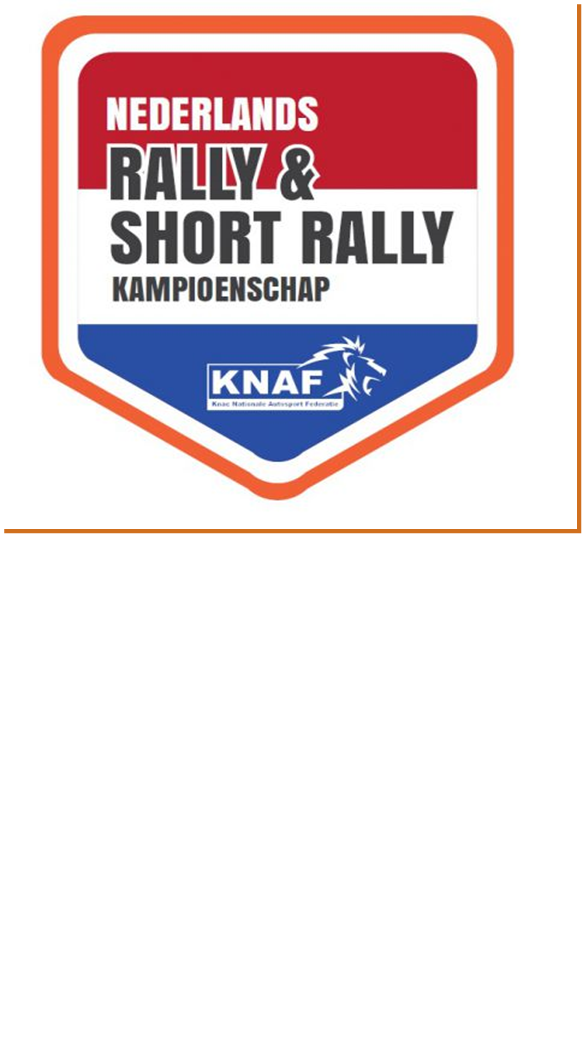 NEDERLANDS
RALLY &
SHORT RALLY
KAMPIOENSCHAP
KNAF
Knac Nationale Autosport Federatie